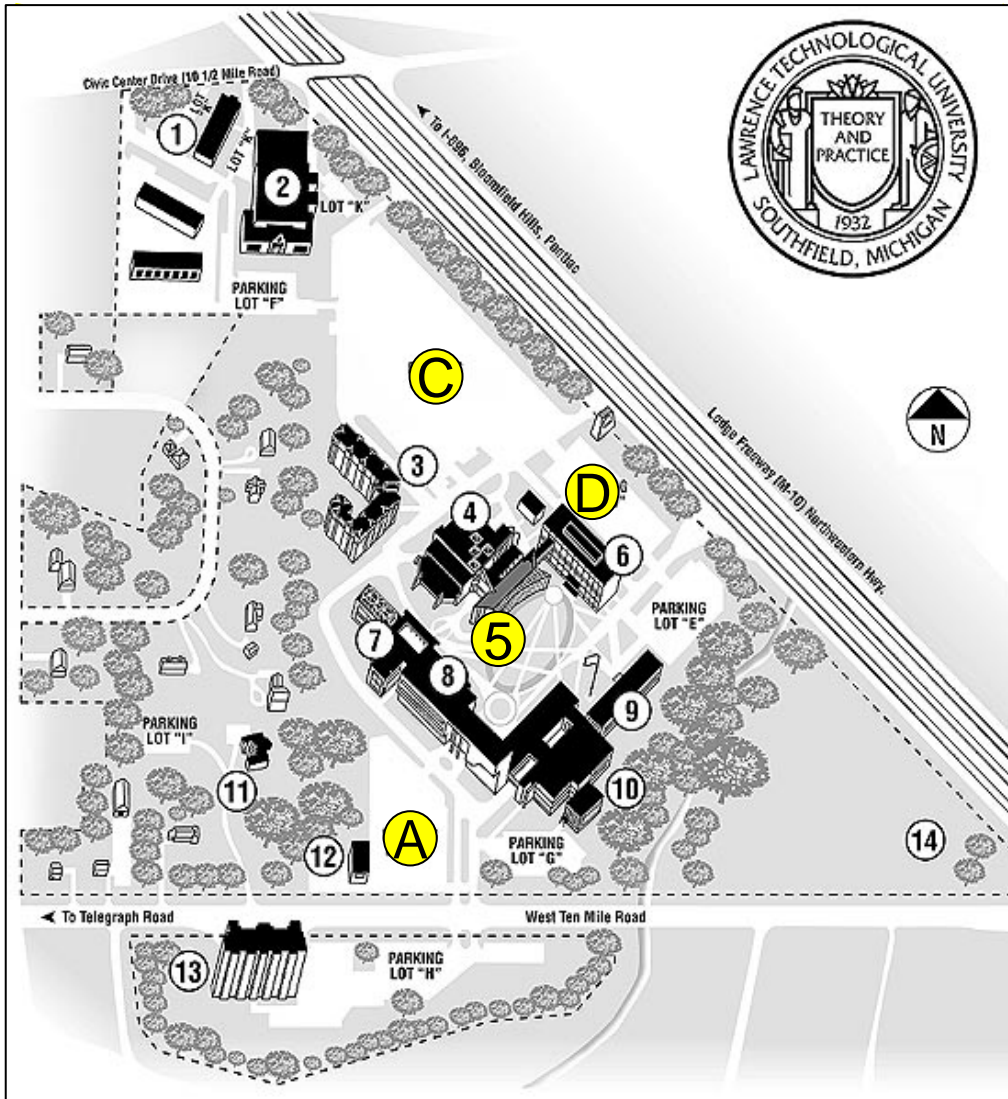 Civic Center Drive (10 1/2 Mile Road)
LAWRENCE TECHNOLOGICAL UNIVERSITY
THEORY
AND
PRACTICE
1932
SOUTHFIELD, MICHIGAN
To I-696, Bloomfield Hills, Pontiac
LOT "K"
1
LOT "K"
2
LOT "K"
PARKING
LOT "F"
C
Lodge Freeway (M-10) Northwestern Hwy.
N
3
D
4
6
PARKING
LOT "E"
5
7
8
9
PARKING
LOT "I"
11
10
A
12
PARKING
LOT "G"
14
To Telegraph Road
West Ten Mile Road
13
PARKING
LOT "H"